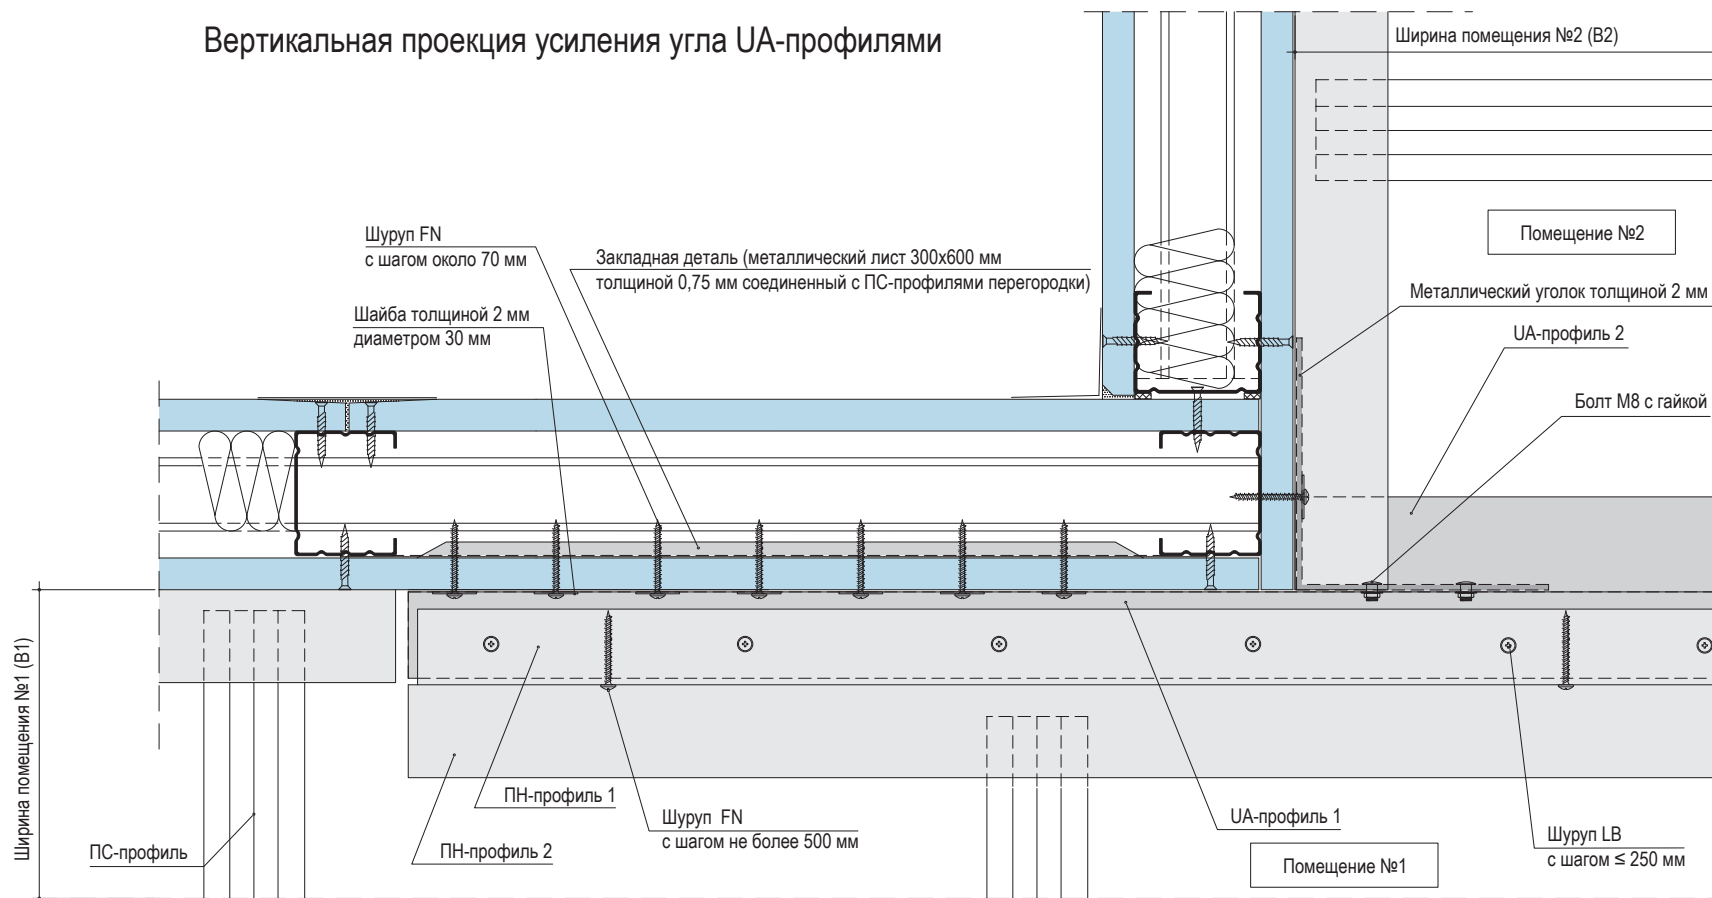 Вертикальная проекция усиления угла UA-профилями
Ширина помещения №2 (В2)
Помещение №2
Шуруп FN
с шагом около 70 мм
Закладная деталь (металлический лист 300х600 мм
толщиной 0,75 мм соединенный с ПС-профилями перегородки)
Металлический уголок толщиной 2 мм
Шайба толщиной 2 мм
диаметром 30 мм
UA-профиль 2
Болт М8 с гайкой
Ширина помещения №1 (В1)
ПС-профиль
ПН-профиль 1
ПН-профиль 2
Шуруп FN
с шагом не более 500 мм
UA-профиль 1
Помещение №1
Шуруп LB
с шагом ≤ 250 мм